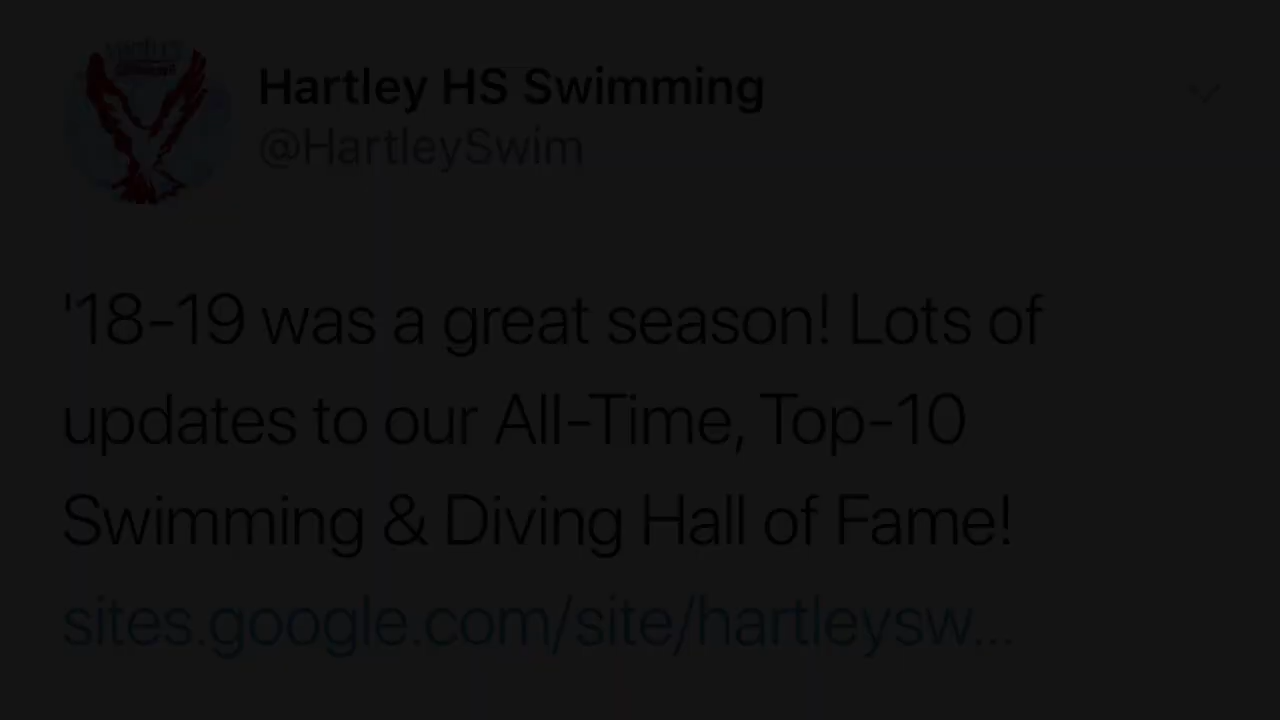 Hartley HS Swimming
@HartleySwim
'18-19 was a great season! Lots of
updates to our All-Time, Top-10
Swimming & Diving Hall of Fame!
sites.google.com/site/hartleysw...